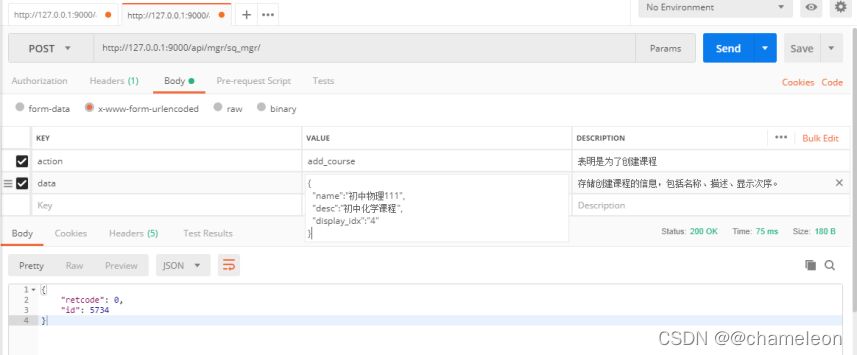 http://127.0.0.1:9000/ http://127.0.0.1:9000/a + ••• No Environment
POST http://127.0.0.1:9000/api/mgr/sq_mgr/ Params Send Save
Authorization Headers (1) Body Pre-request Script Tests Cookies Code
form-data x-www-form-urlencoded raw binary
KEY VALUE DESCRIPTION ••• Bulk Edit
action add_course 表明是为了创建课程
data { 存储创建课程的信息，包括名称、描述、显示次序。
"name":"初中物理111",
"desc":"初中化学课程",
"display_idx":"4"
}
Key Description
Body Cookies Headers (5) Test Results Status: 200 OK Time: 75 ms Size: 180 B
Pretty Raw Preview JSON
1 {
2 "retcode": 0,
3 "id": 5734
4 }
CSDN @@chameleon